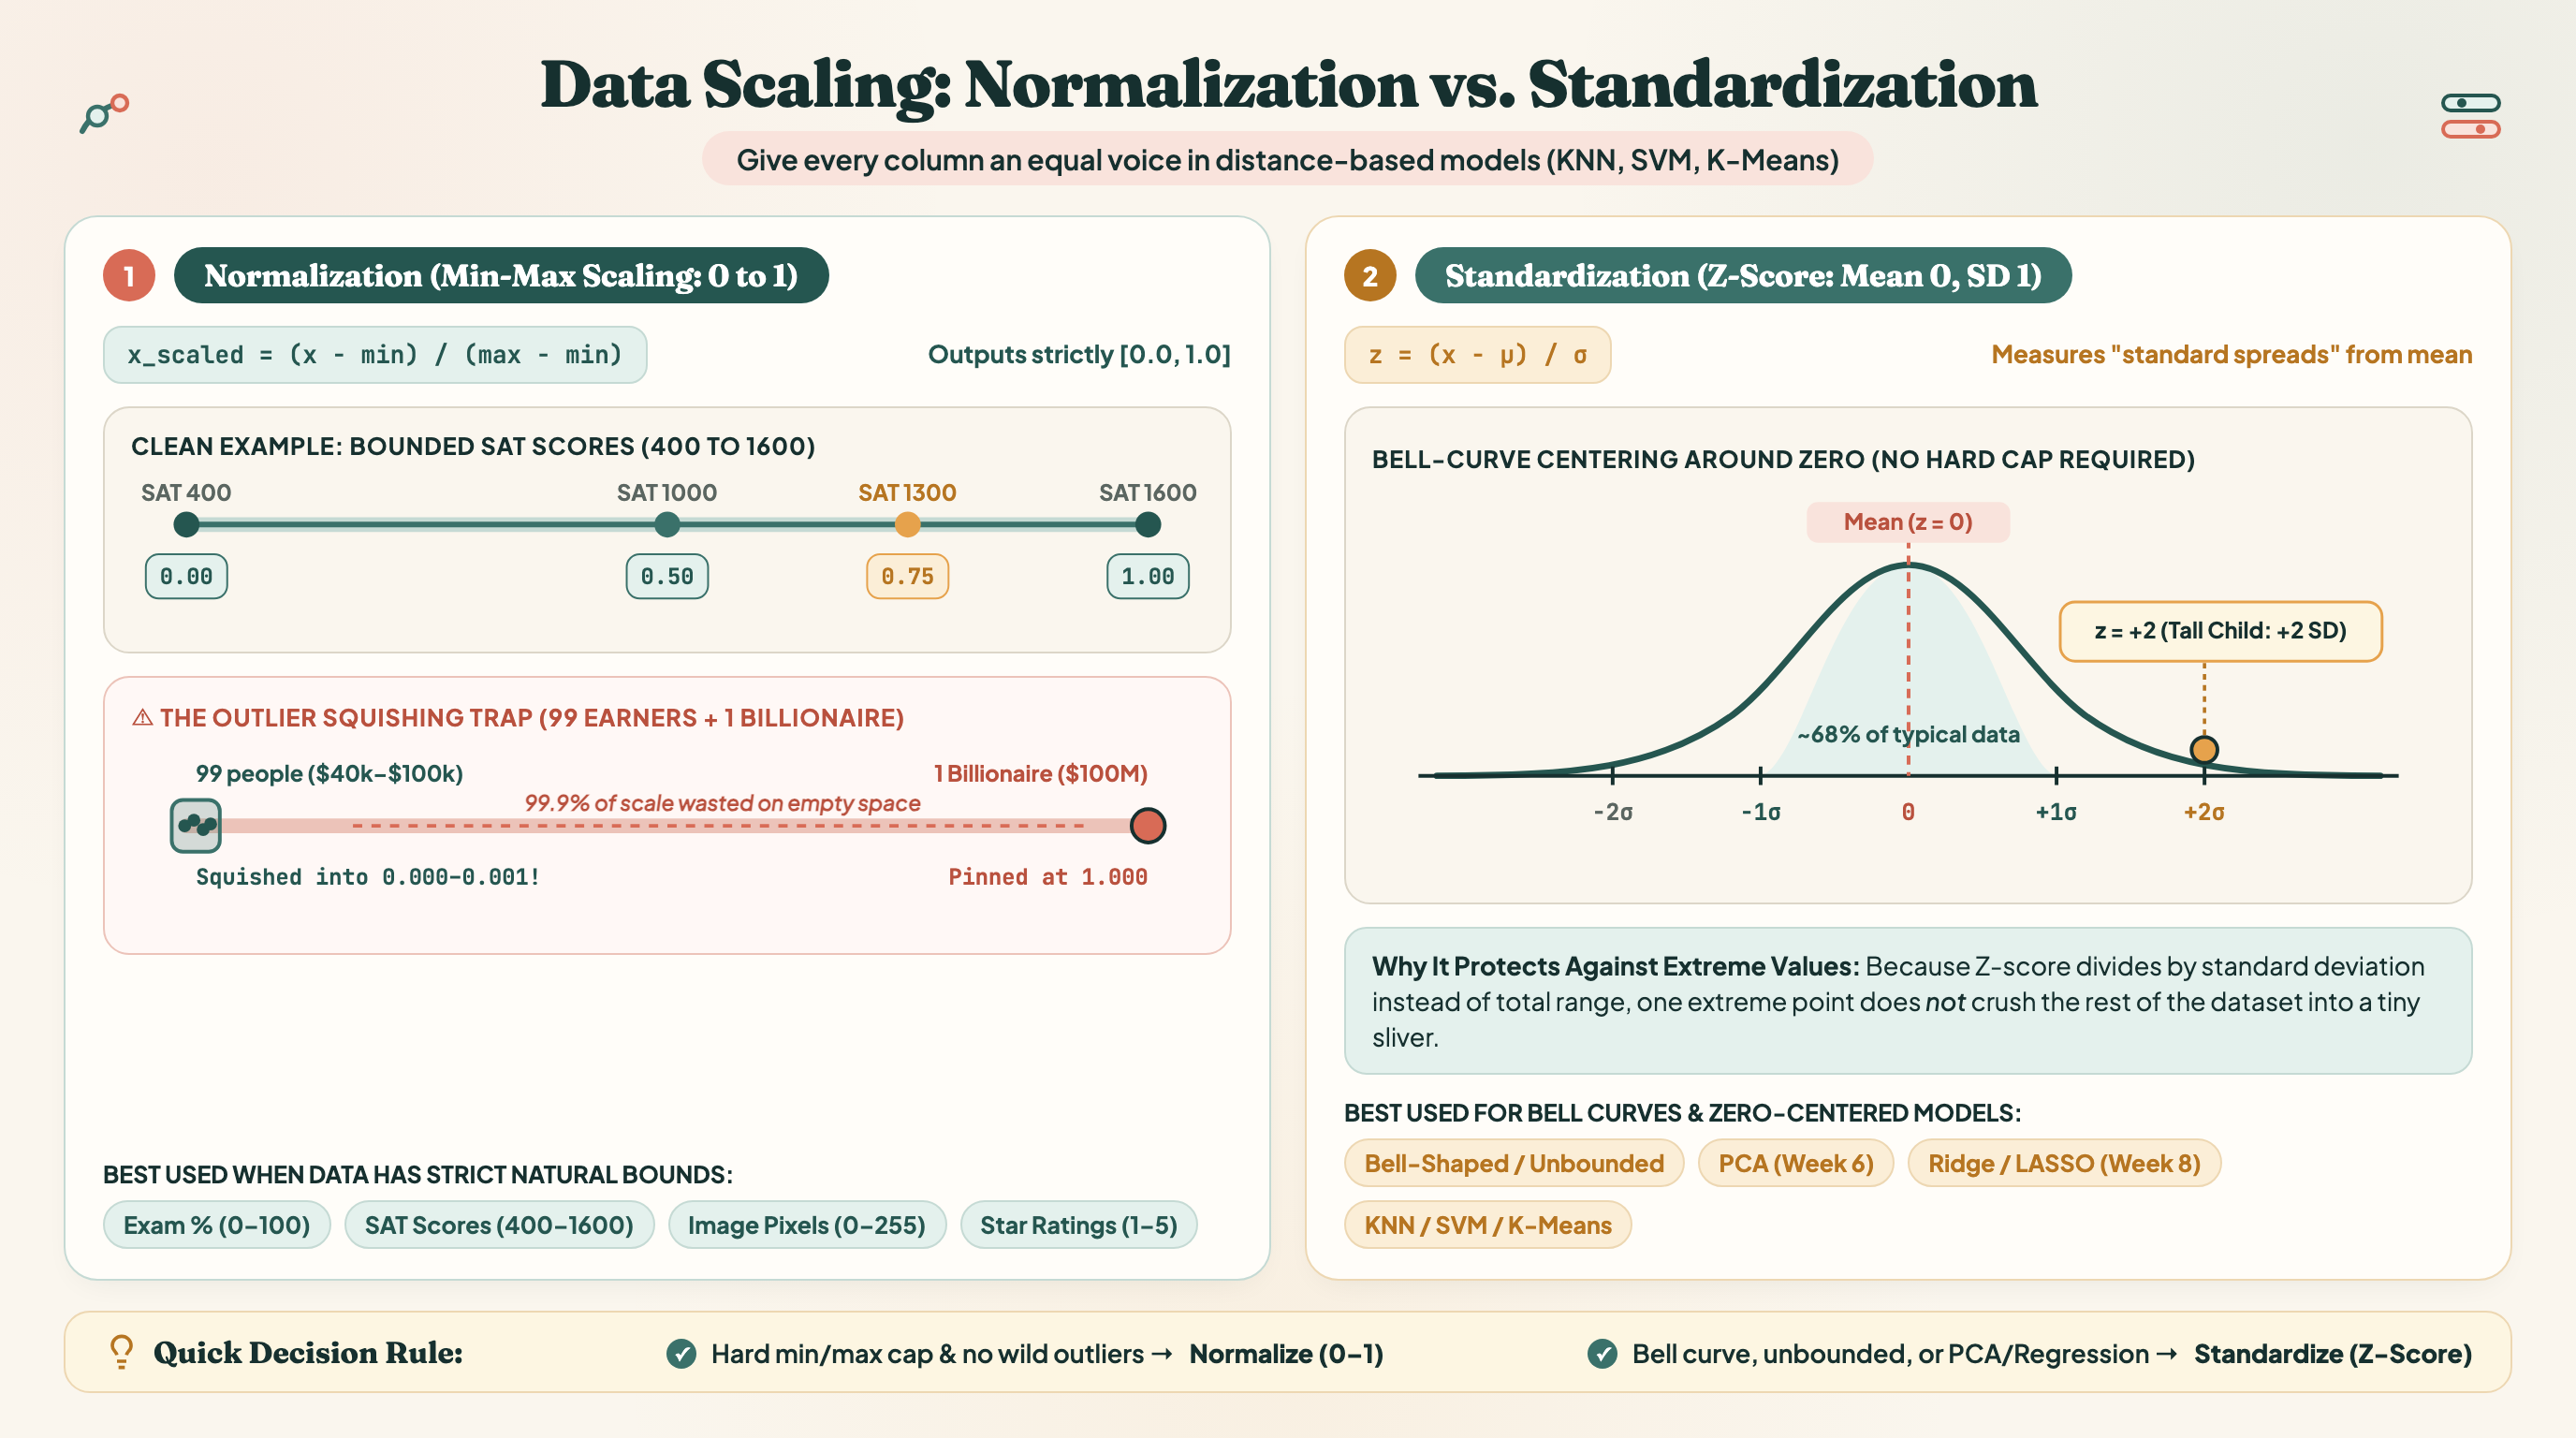 Data Scaling: Normalization vs. Standardization
Give every column an equal voice in distance-based models (KNN, SVM, K-Means)
1 Normalization (Min-Max Scaling: 0 to 1)
x_scaled = (x - min) / (max - min)
Outputs strictly [0.0, 1.0]
CLEAN EXAMPLE: BOUNDED SAT SCORES (400 TO 1600)
SAT 400 SAT 1000 SAT 1300 SAT 1600
0.00 0.50 0.75 1.00
⚠ THE OUTLIER SQUISHING TRAP (99 EARNERS + 1 BILLIONAIRE)
99 people ($40k–$100k) 1 Billionaire ($100M)
99.9% of scale wasted on empty space
Squished into 0.000–0.001! Pinned at 1.000
BEST USED WHEN DATA HAS STRICT NATURAL BOUNDS:
Exam % (0–100) SAT Scores (400–1600) Image Pixels (0–255) Star Ratings (1–5)
2 Standardization (Z-Score: Mean 0, SD 1)
z = (x - μ) / σ
Measures "standard spreads" from mean
BELL-CURVE CENTERING AROUND ZERO (NO HARD CAP REQUIRED)
Mean (z = 0)
z = +2 (Tall Child: +2 SD)
~68% of typical data
-2σ -1σ 0 +1σ +2σ
Why It Protects Against Extreme Values: Because Z-score divides by standard deviation
instead of total range, one extreme point does not crush the rest of the dataset into a tiny
sliver.
BEST USED FOR BELL CURVES & ZERO-CENTERED MODELS:
Bell-Shaped / Unbounded PCA (Week 6) Ridge / LASSO (Week 8)
KNN / SVM / K-Means
Quick Decision Rule: ✓ Hard min/max cap & no wild outliers → Normalize (0–1) ✓ Bell curve, unbounded, or PCA/Regression → Standardize (Z-Score)